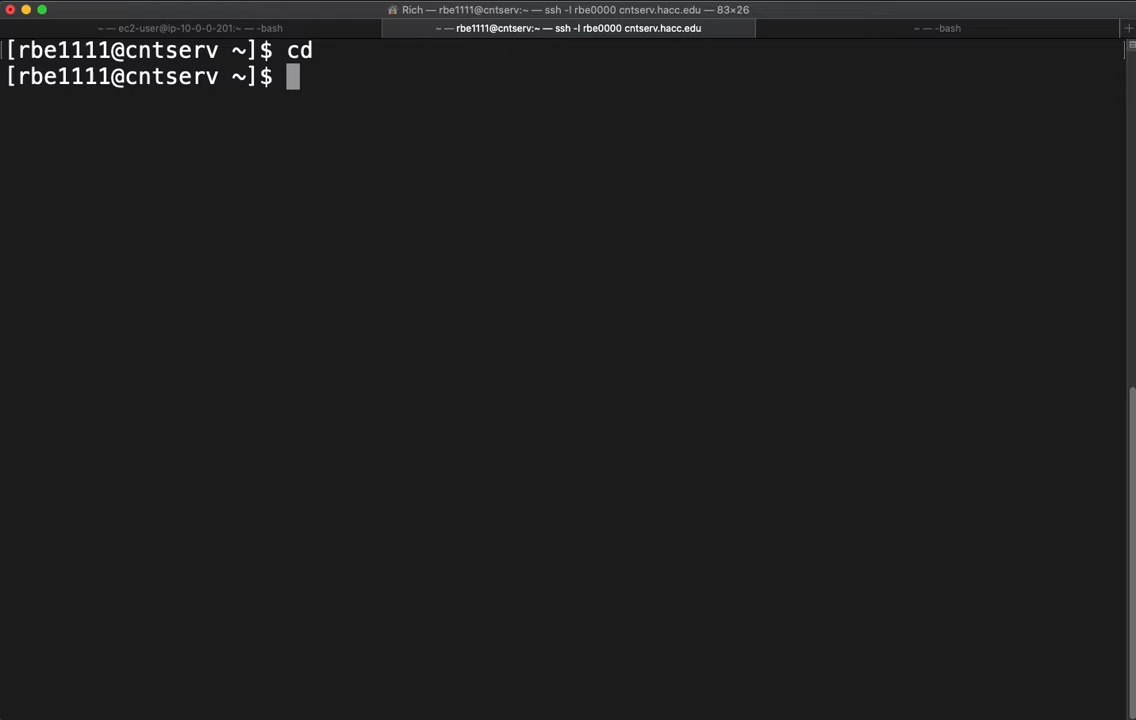 Rich — rbe1111@cntserv:~ — ssh -l rbe0000 cntserv.hacc.edu — 83×26
~ — ec2-user@ip-10-0-0-201:~ — -bash
~ — rbe1111@cntserv:~ — ssh -l rbe0000 cntserv.hacc.edu
~ — -bash
+
[rbe1111@cntserv ~]$ cd
[rbe1111@cntserv ~]$